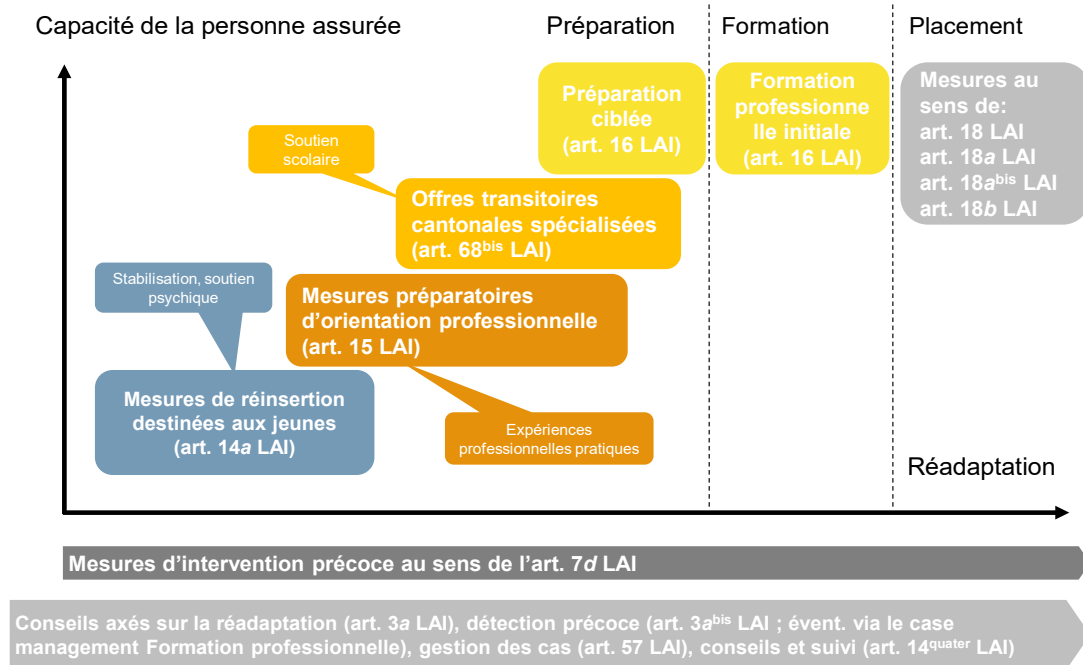 Capacité de la personne assurée
Préparation
Formation
Placement
Préparation
ciblée
(art. 16 LAI)
Formation
professionne
lle initiale
(art. 16 LAI)
Mesures au
sens de:
art. 18 LAI
art. 18a LAI
art. 18aᵇⁱˢ LAI
art. 18b LAI
Soutien
scolaire
Offres transitoires
cantonales spécialisées
(art. 68ᵇⁱˢ LAI)
Stabilisation, soutien
psychique
Mesures préparatoires
d’orientation professionnelle
(art. 15 LAI)
Mesures de réinsertion
destinées aux jeunes
(art. 14a LAI)
Expériences
professionnelles pratiques
Réadaptation
Mesures d’intervention précoce au sens de l’art. 7d LAI
Conseils axés sur la réadaptation (art. 3a LAI), détection précoce (art. 3aᵇⁱˢ LAI ; évent. via le case
management Formation professionnelle), gestion des cas (art. 57 LAI), conseils et suivi (art. 14quater LAI)